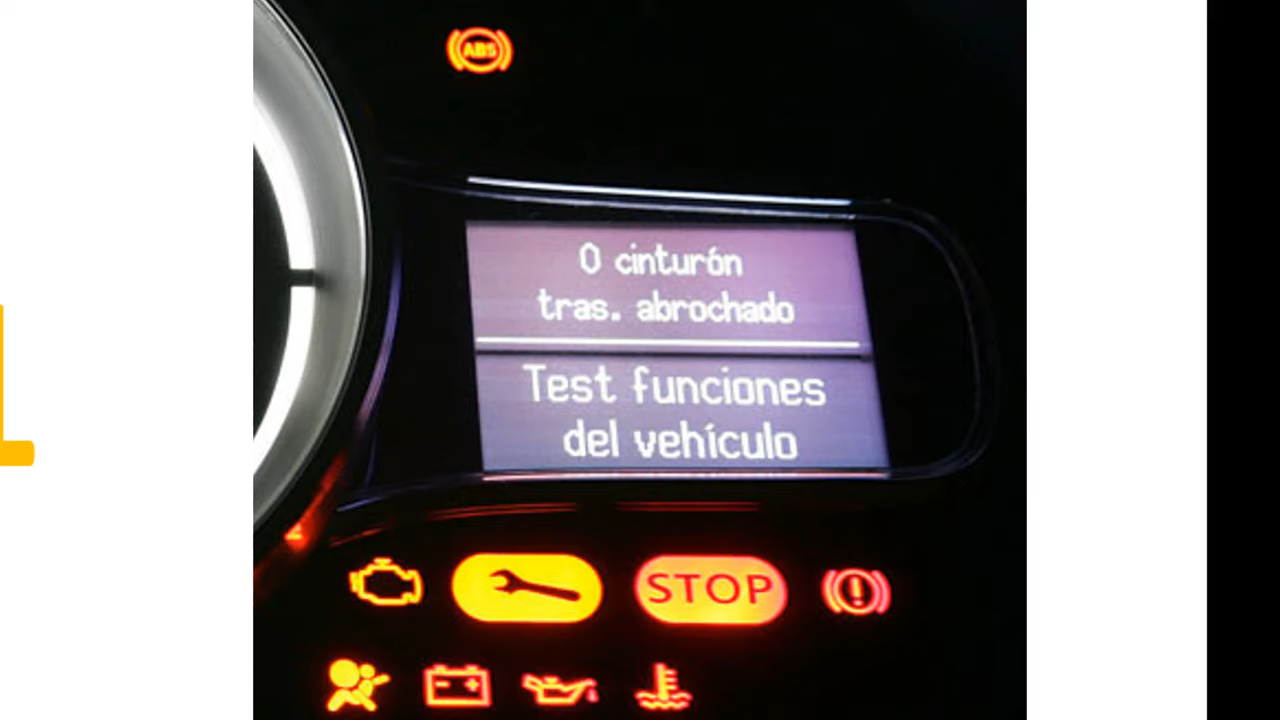 ABS
0 cinturón
tras. abrochado
Test funciones
del vehículo
STOP